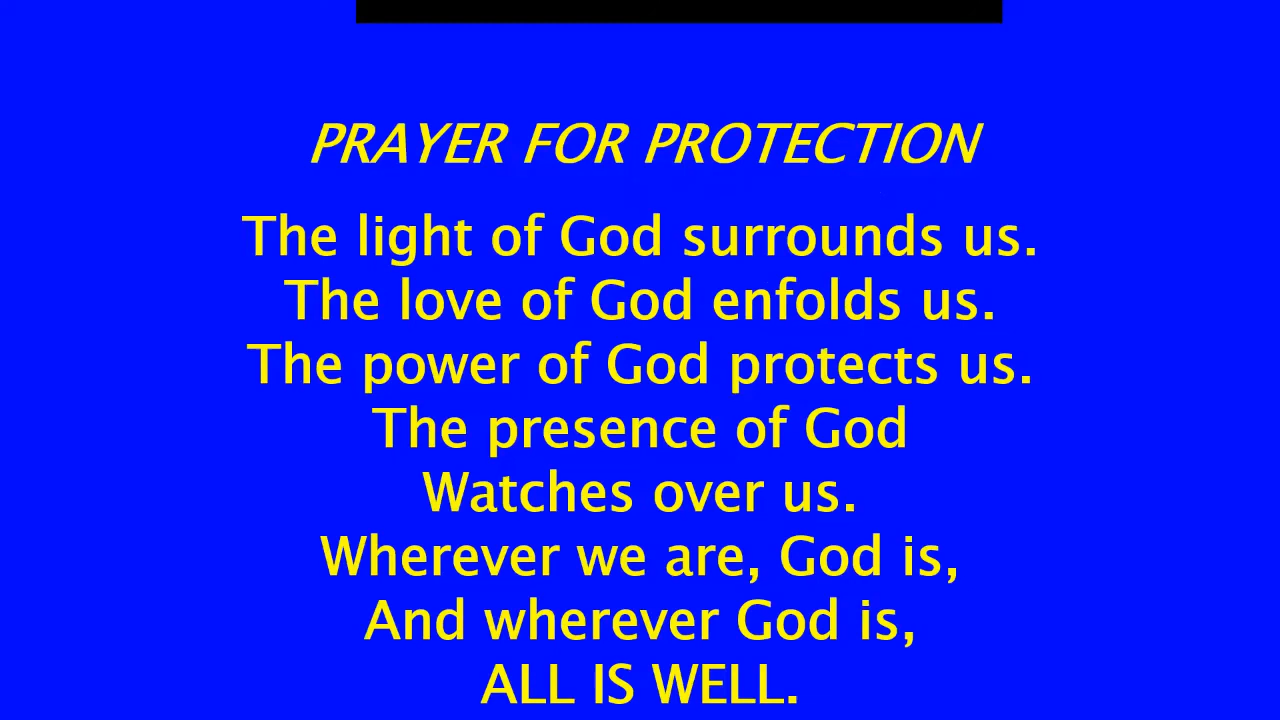 PRAYER FOR PROTECTION
The light of God surrounds us.
The love of God enfolds us.
The power of God protects us.
The presence of God
Watches over us.
Wherever we are, God is,
And wherever God is,
ALL IS WELL.